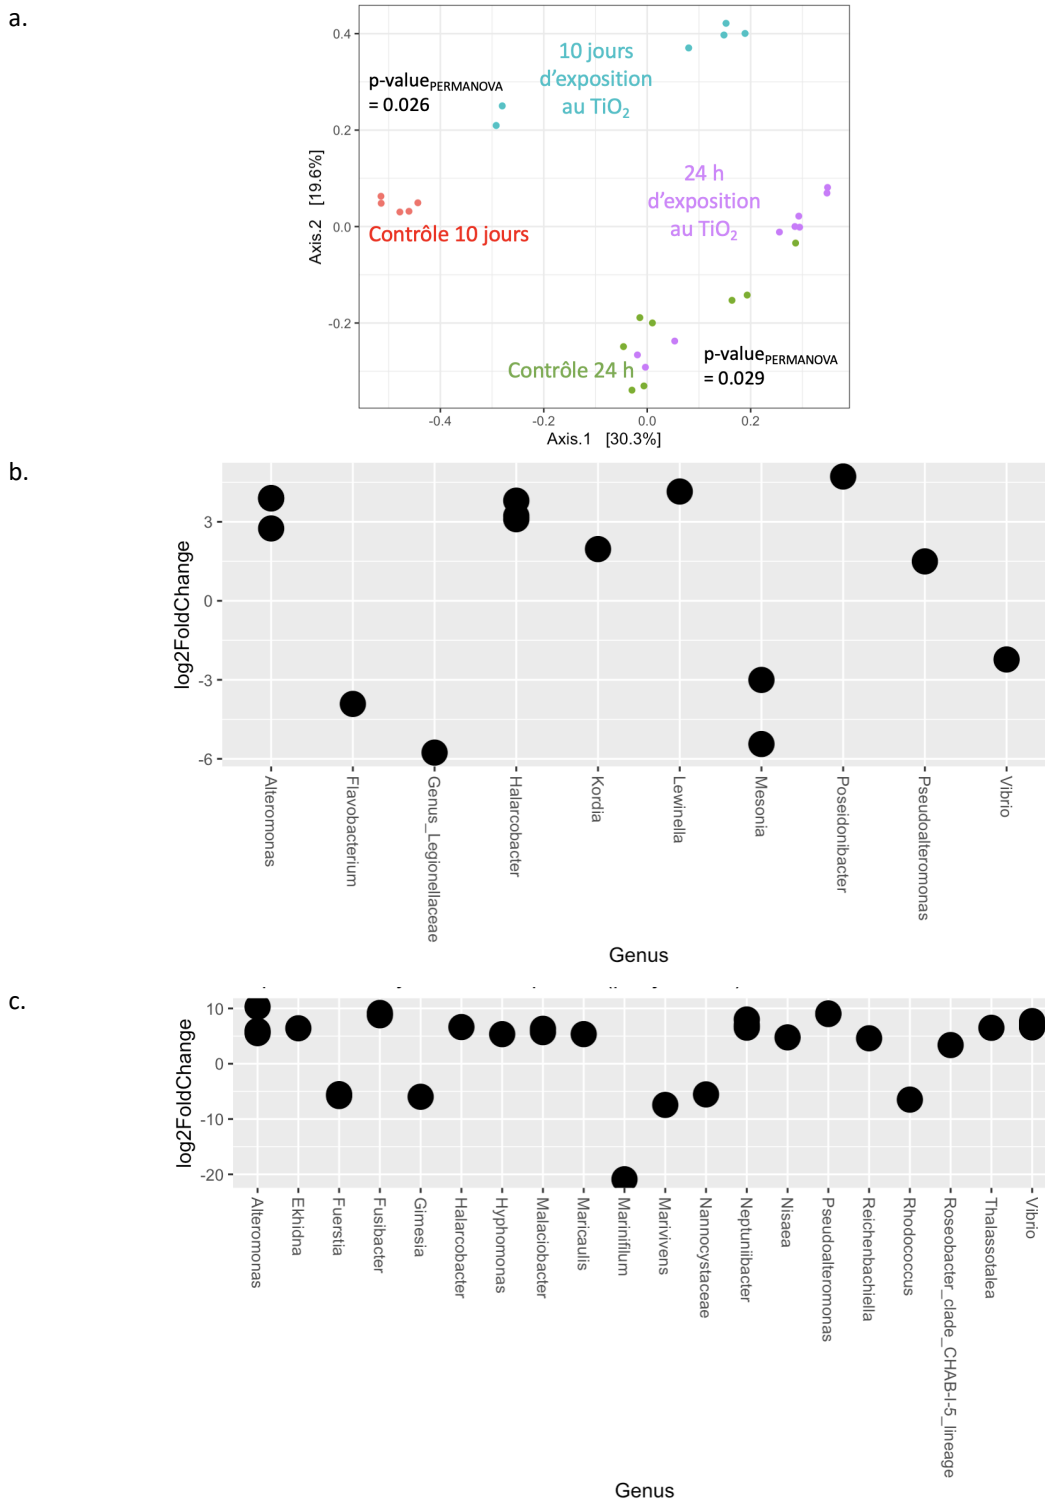 a.
0.4
0.2
0.0
-0.2
Axis.2 [19.6%]
p-valuePERMANOVA
= 0.026
10 jours
d’exposition
au TiO2
24 h
d’exposition
au TiO2
Contrôle 10 jours
Contrôle 24 h
p-valuePERMANOVA
= 0.029
-0.4
-0.2
0.0
0.2
Axis.1 [30.3%]
b.
log2FoldChange
3
0
-3
-6
Alteromonas
Flavobacterium
Genus_Legionellaceae
Halarcobacter
Kordia
Lewinella
Mesonia
Poseidonibacter
Pseudoalteromonas
Vibrio
Genus
c.
log2FoldChange
10
0
-10
-20
Alteromonas
Ekhidna
Fuerstia
Fusibacter
Gimesia
Halarcobacter
Hyphomonas
Malaciobacter
Maricaulis
Marinifilum
Marivivens
Nannocystaceae
Neptuniibacter
Nisaea
Pseudoalteromonas
Reichenbachiella
Rhodococcus
Roseobacter_clade_CHAB-I-5_lineage
Thalassotalea
Vibrio
Genus